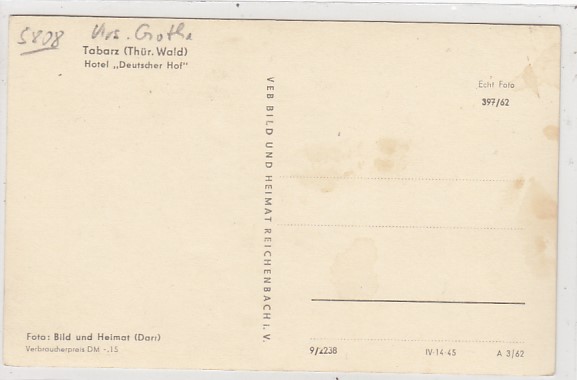 5808 Krs. Gotha
Tabarz (Thür. Wald)
Hotel „Deutscher Hof"
Foto: Bild und Heimat (Darr)
Verbraucherpreis DM -.15
VEB BILD UND HEIMAT REICHENBACH I. V.
Echt Foto
397/62
9/2238 IV-14-45 A 3/62